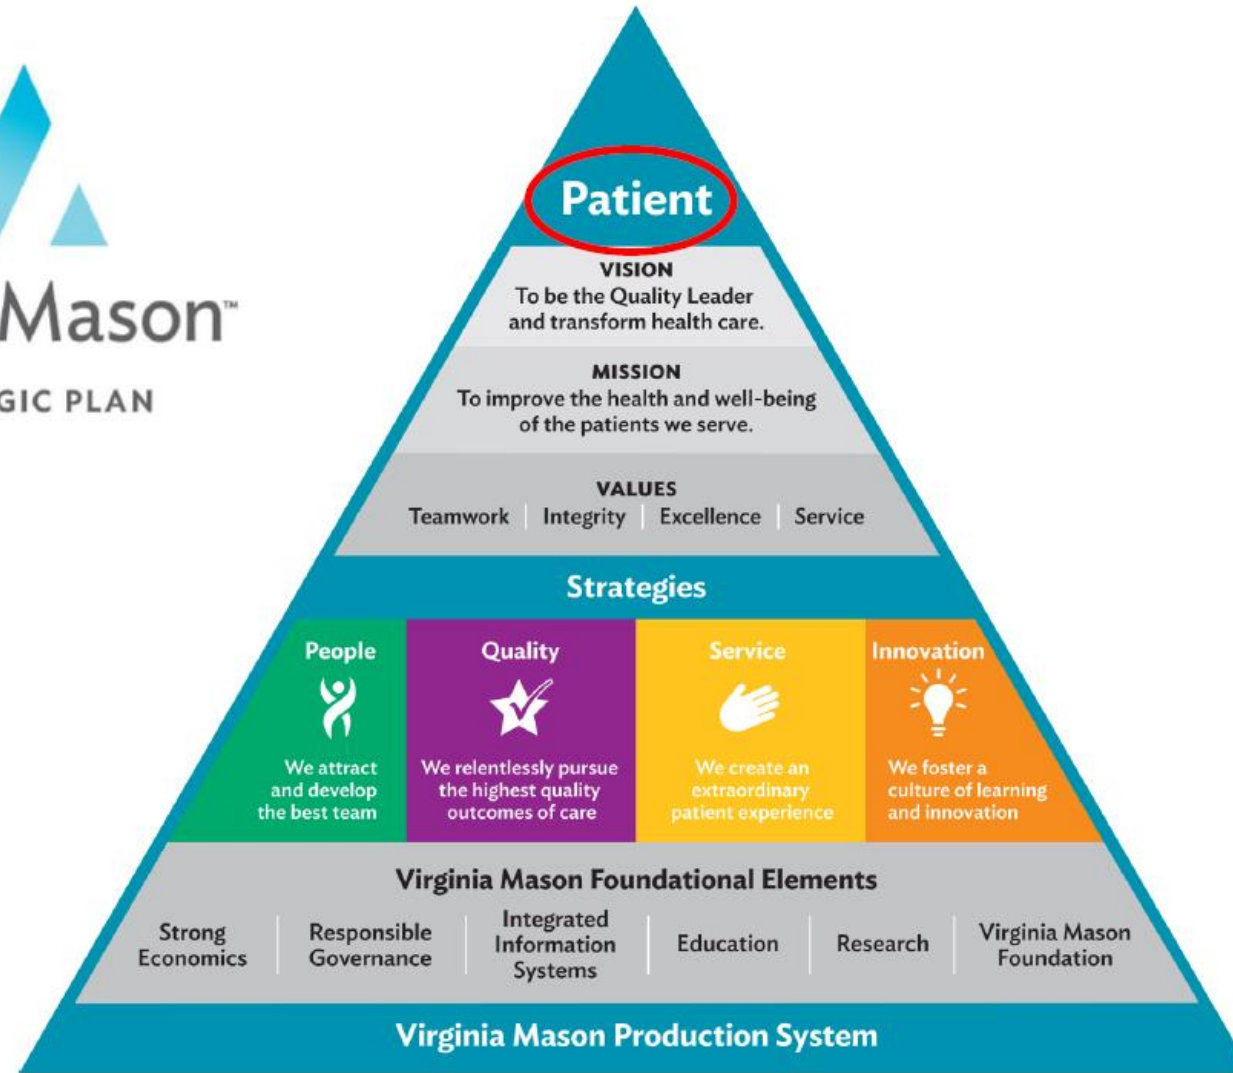 Mason™
GIC PLAN
Patient
VISION
To be the Quality Leader
and transform health care.
MISSION
To improve the health and well-being
of the patients we serve.
VALUES
Teamwork Integrity Excellence Service
Strategies
People
We attract
and develop
the best team
Quality
We relentlessly pursue
the highest quality
outcomes of care
Service
We create an
extraordinary
patient experience
Innovation
We foster a
culture of learning
and innovation
Virginia Mason Foundational Elements
Strong
Economics
Responsible
Governance
Integrated
Information
Systems
Education
Research
Virginia Mason
Foundation
Virginia Mason Production System